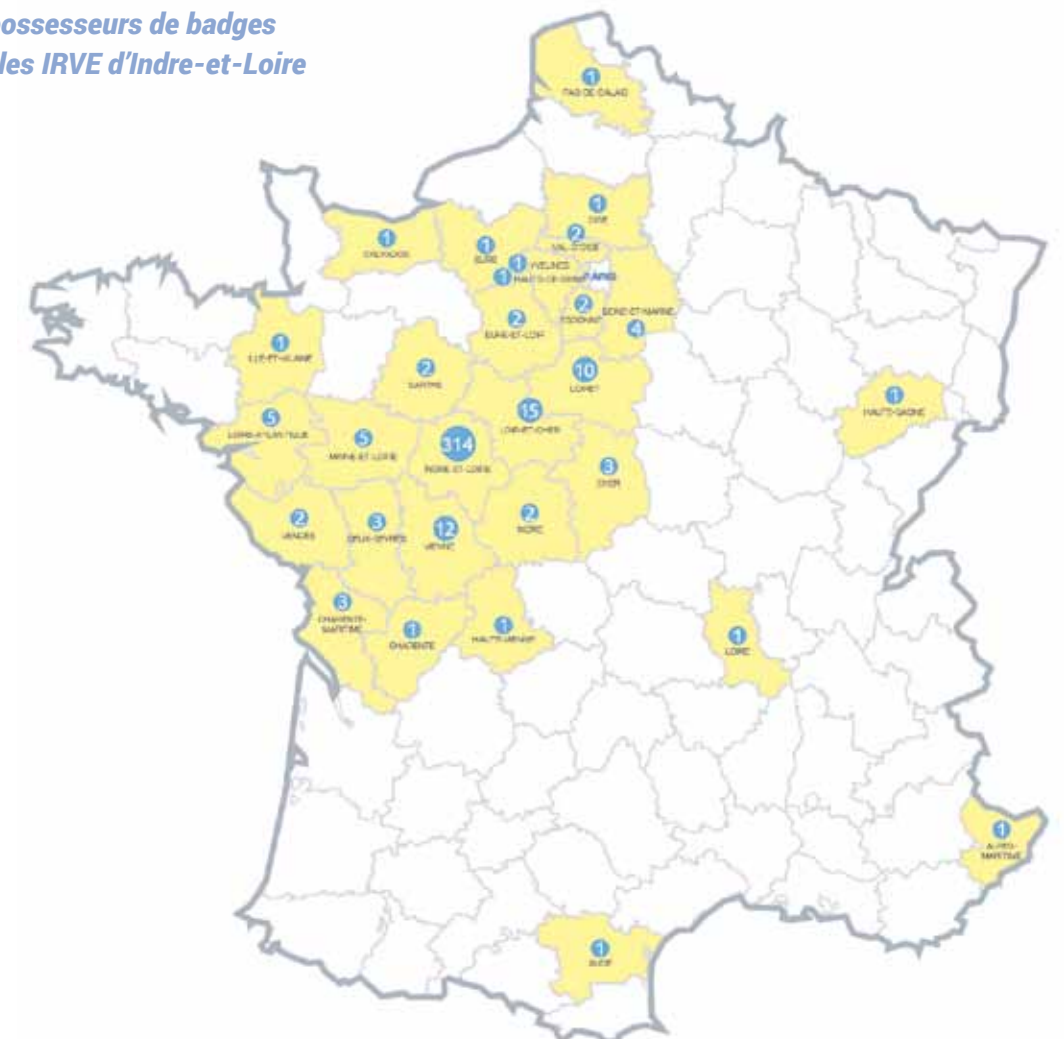 possesseurs de badges
des IRVE d'Indre-et-Loire
1
PAS DE CALAIS
1
OISE
2
VAL D'OISE
1
CALVADOS
1
EURE
1
YVELINES
1
HAUTS-DE-SEINE
PARIS
2
EURE-ET-LOIR
2
ESSONNE
SEINE-ET-MARNE
4
1
ILLE-ET-VILAINE
2
SARTHE
10
LOIRET
15
LOIR-ET-CHER
1
HAUTE-SAONE
5
LOIRE-ATLANTIQUE
5
MAINE-ET-LOIRE
314
INDRE-ET-LOIRE
3
CHER
2
VENDEE
3
DEUX-SEVRES
12
VIENNE
2
INDRE
3
CHARENTE-
MARITIME
1
CHARENTE
1
HAUTE-VIENNE
1
LOIRE
1
ALPES-
MARITIME
1
AUDE